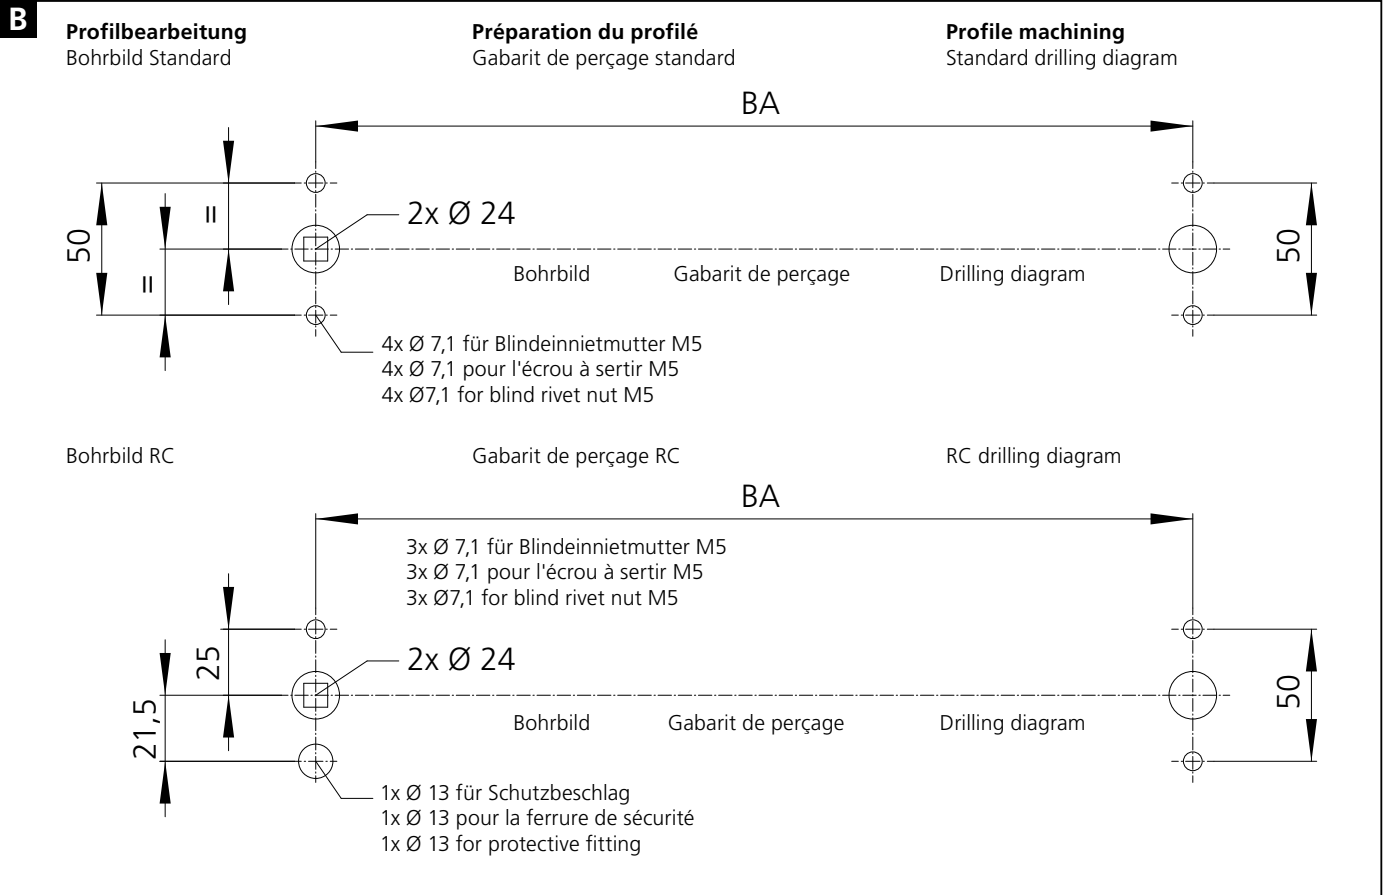 B
Profilbearbeitung
Bohrbild Standard
Préparation du profilé
Gabarit de perçage standard
Profile machining
Standard drilling diagram
BA
50
=
=
2x Ø 24
50
Bohrbild Gabarit de perçage Drilling diagram
4x Ø 7,1 für Blindeinnietmutter M5
4x Ø 7,1 pour l'écrou à sertir M5
4x Ø7,1 for blind rivet nut M5
Bohrbild RC Gabarit de perçage RC RC drilling diagram
BA
3x Ø 7,1 für Blindeinnietmutter M5
3x Ø 7,1 pour l'écrou à sertir M5
3x Ø7,1 for blind rivet nut M5
25
21,5
2x Ø 24
50
Bohrbild Gabarit de perçage Drilling diagram
1x Ø 13 für Schutzbeschlag
1x Ø 13 pour la ferrure de sécurité
1x Ø 13 for protective fitting